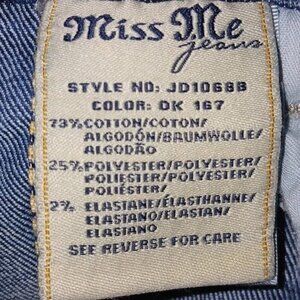 Miss Me
jeans
STYLE NO: JD1068B
COLOR: DK 167
73%COTTON/COTON/
ALGODÓN/BAUMWOLLE/
ALGODÃO
25%POLYESTER/POLYESTER/
POLIÉSTER/POLYESTER/
POLIÉSTER/
2% ELASTANE/ÉLASTHANNE/
ELASTANO/ELASTAN/
ELASTANO
SEE REVERSE FOR CARE